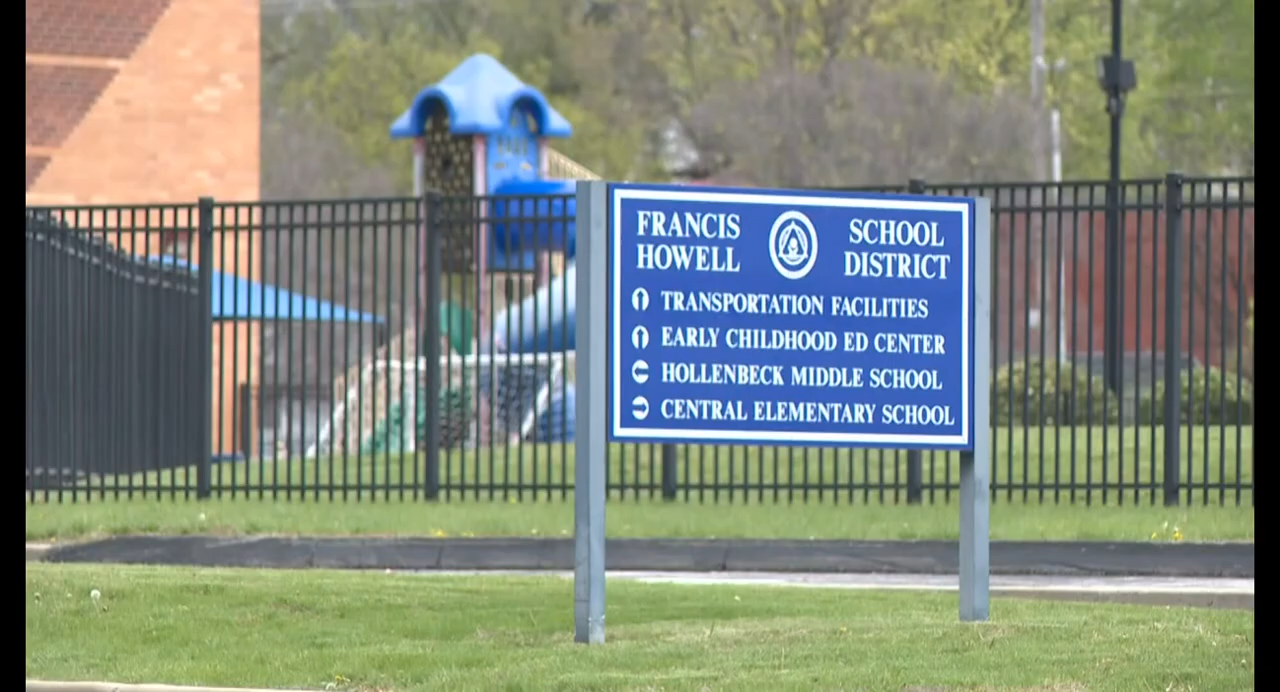 FRANCIS HOWELL
SCHOOL DISTRICT
TRANSPORTATION FACILITIES
EARLY CHILDHOOD ED CENTER
HOLLENBECK MIDDLE SCHOOL
CENTRAL ELEMENTARY SCHOOL